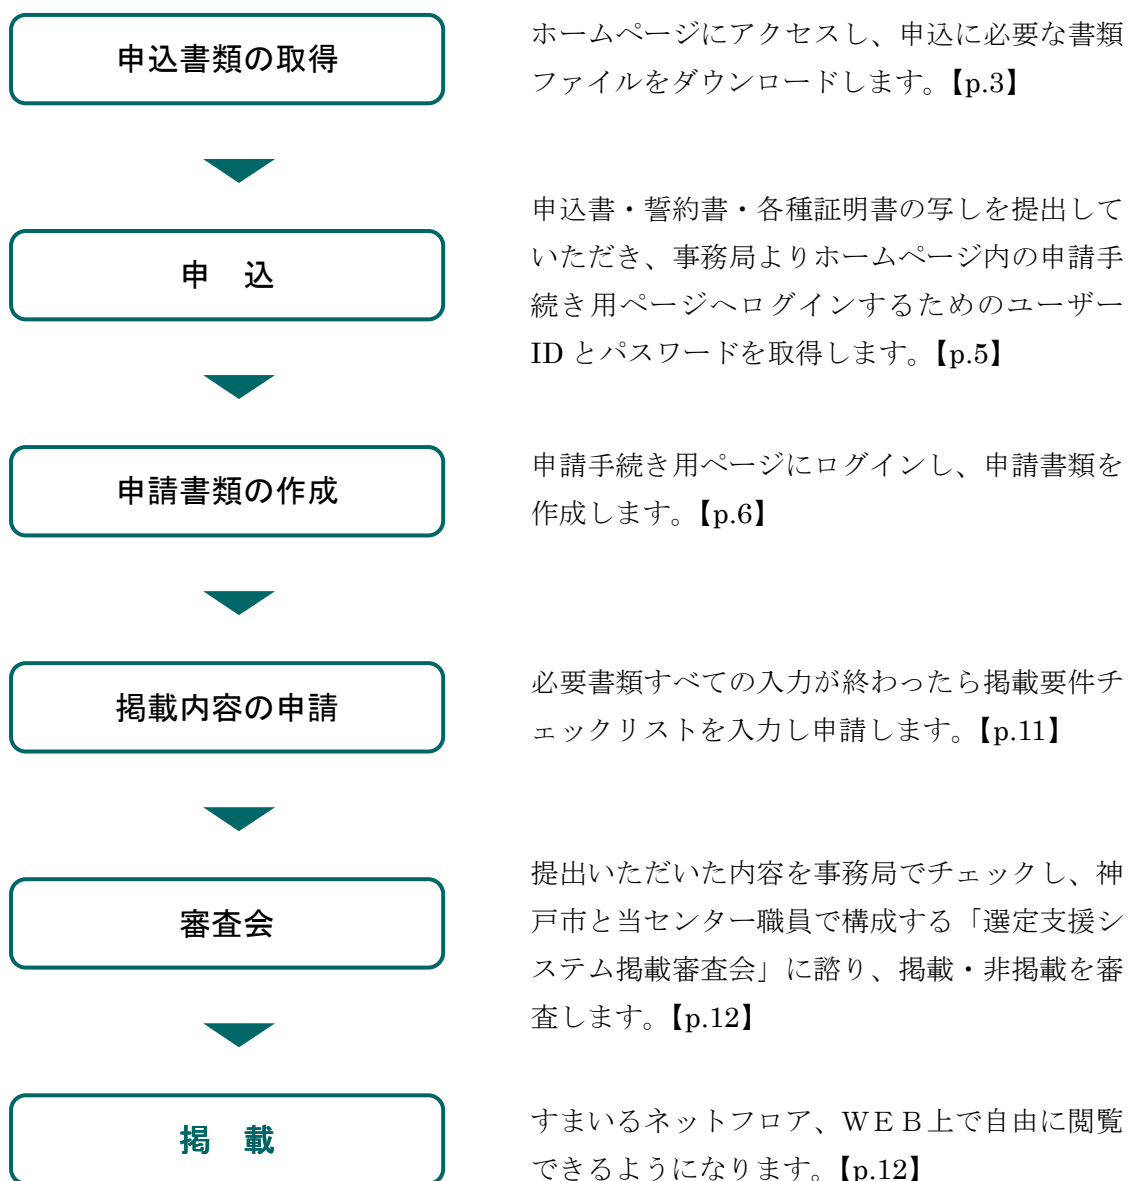 申込書類の取得
ホームページにアクセスし、申込に必要な書類
ファイルをダウンロードします。【p.3】
申　込
申込書・誓約書・各種証明書の写しを提出して
いただき、事務局よりホームページ内の申請手
続き用ページへログインするためのユーザー
ID とパスワードを取得します。【p.5】
申請書類の作成
申請手続き用ページにログインし、申請書類を
作成します。【p.6】
掲載内容の申請
必要書類すべての入力が終わったら掲載要件チ
ェックリストを入力し申請します。【p.11】
審査会
提出いただいた内容を事務局でチェックし、神
戸市と当センター職員で構成する「選定支援シ
ステム掲載審査会」に諮り、掲載・非掲載を審
査します。【p.12】
掲　載
すまいるネットフロア、ＷＥＢ上で自由に閲覧
できるようになります。【p.12】